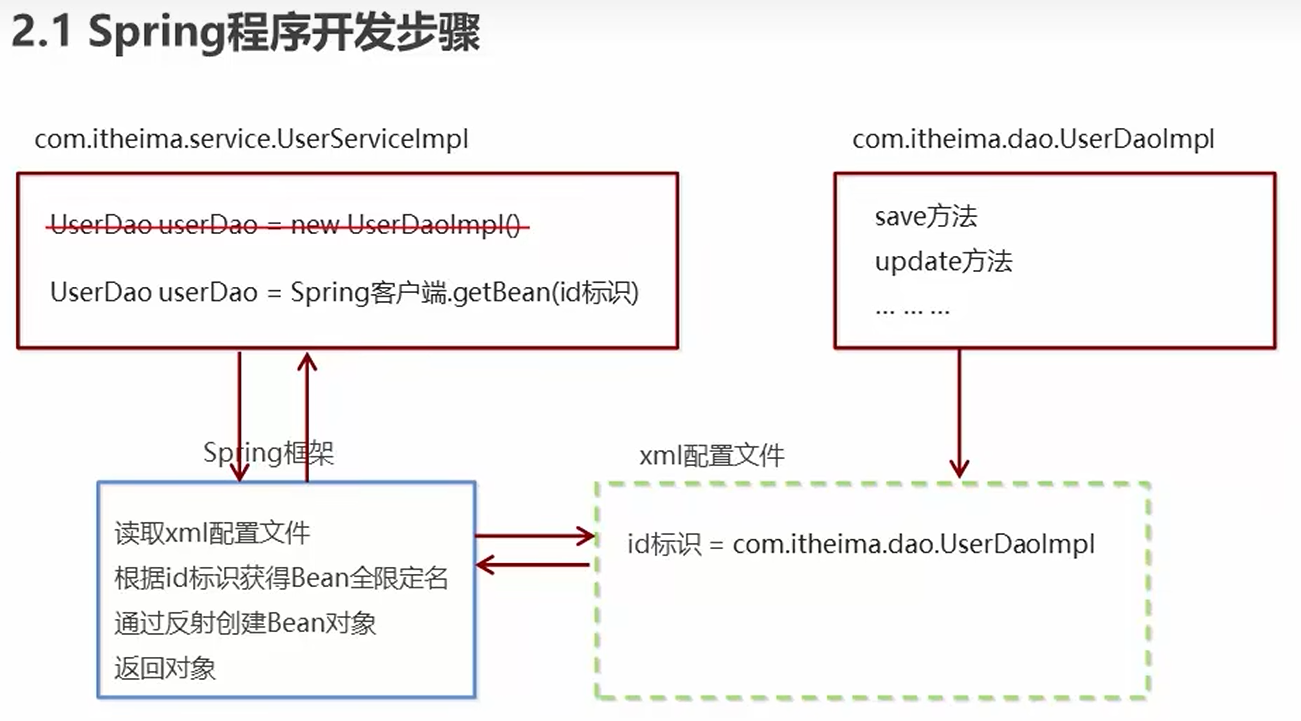 2.1 Spring程序开发步骤
com.itheima.service.UserServiceImpl
UserDao userDao = new UserDaoImpl()
UserDao userDao = Spring客户端.getBean(id标识)
com.itheima.dao.UserDaoImpl
save方法
update方法
... ... ...
Spring框架
读取xml配置文件
根据id标识获得Bean全限定名
通过反射创建Bean对象
返回对象
xml配置文件
id标识 = com.itheima.dao.UserDaoImpl